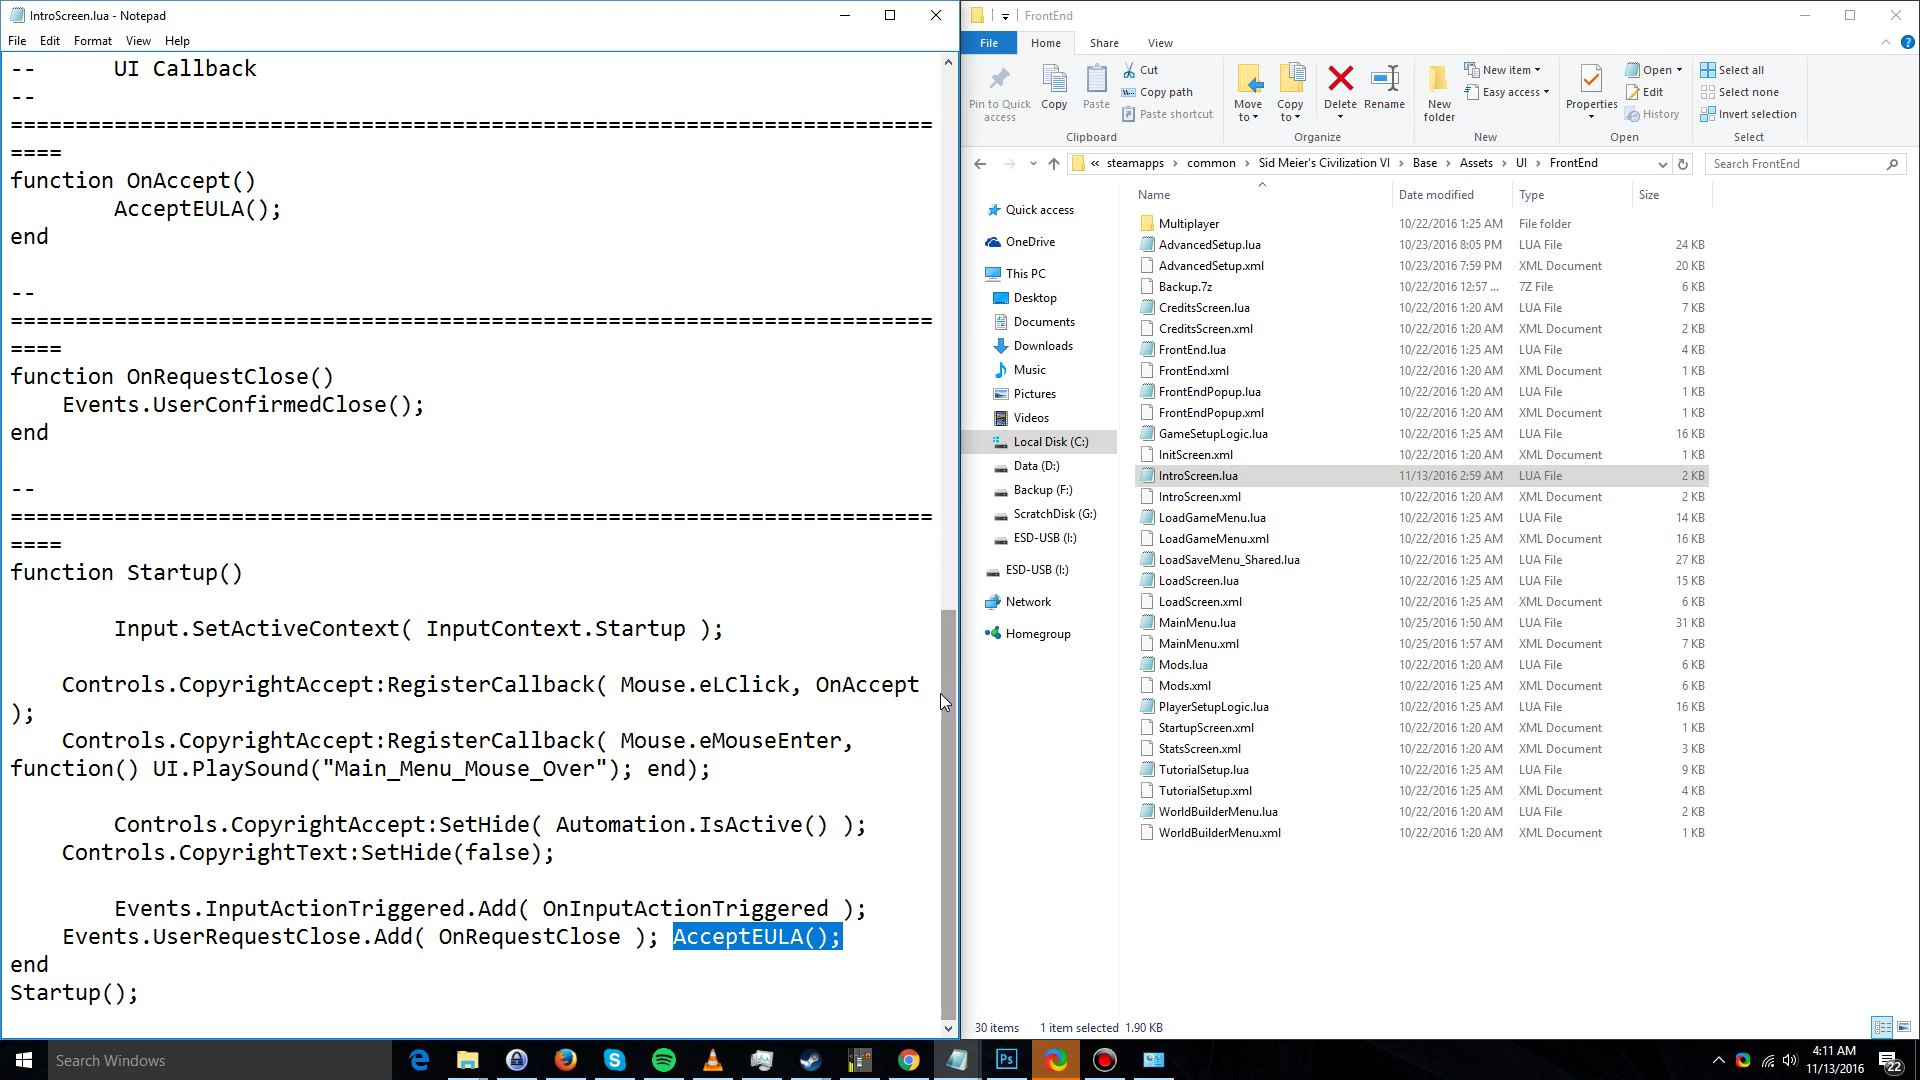 IntroScreen.lua - Notepad
File Edit Format View Help
-- UI Callback
--
=======================================================================
====
function OnAccept()
AcceptEULA();
end
--
=======================================================================
====
function OnRequestClose()
Events.UserConfirmedClose();
end
--
=======================================================================
====
function Startup()
Input.SetActiveContext( InputContext.Startup );
Controls.CopyrightAccept:RegisterCallback( Mouse.eLClick, OnAccept
);
Controls.CopyrightAccept:RegisterCallback( Mouse.eMouseEnter,
function() UI.PlaySound("Main_Menu_Mouse_Over"); end);
Controls.CopyrightAccept:SetHide( Automation.IsActive() );
Controls.CopyrightText:SetHide(false);
Events.InputActionTriggered.Add( OnInputActionTriggered );
Events.UserRequestClose.Add( OnRequestClose ); AcceptEULA();
end
Startup();
FrontEnd
File Home Share View
Pin to Quick access
Copy
Paste
Cut
Copy path
Paste shortcut
Clipboard
Move to
Copy to
Delete
Rename
Organize
New folder
New item
Easy access
New
Properties
Open
Edit
History
Open
Select all
Select none
Invert selection
Select
« steamapps > common > Sid Meier's Civilization VI > Base > Assets > UI > FrontEnd
Search FrontEnd
Quick access
OneDrive
This PC
Desktop
Documents
Downloads
Music
Pictures
Videos
Local Disk (C:)
Data (D:)
Backup (F:)
ScratchDisk (G:)
ESD-USB (I:)
ESD-USB (I:)
Network
Homegroup
Name Date modified Type Size
Multiplayer 10/22/2016 1:25 AM File folder
AdvancedSetup.lua 10/23/2016 8:05 PM LUA File 24 KB
AdvancedSetup.xml 10/23/2016 7:59 PM XML Document 20 KB
Backup.7z 10/22/2016 12:57 ... 7Z File 6 KB
CreditsScreen.lua 10/22/2016 1:20 AM LUA File 7 KB
CreditsScreen.xml 10/22/2016 1:20 AM XML Document 2 KB
FrontEnd.lua 10/22/2016 1:25 AM LUA File 4 KB
FrontEnd.xml 10/22/2016 1:25 AM XML Document 1 KB
FrontEndPopup.lua 10/22/2016 1:20 AM LUA File 1 KB
FrontEndPopup.xml 10/22/2016 1:20 AM XML Document 1 KB
GameSetupLogic.lua 10/22/2016 1:25 AM LUA File 16 KB
InitScreen.xml 10/22/2016 1:20 AM XML Document 1 KB
IntroScreen.lua 11/13/2016 2:59 AM LUA File 2 KB
IntroScreen.xml 10/22/2016 1:20 AM XML Document 2 KB
LoadGameMenu.lua 10/22/2016 1:25 AM LUA File 14 KB
LoadGameMenu.xml 10/22/2016 1:25 AM XML Document 16 KB
LoadSaveMenu_Shared.lua 10/22/2016 1:25 AM LUA File 27 KB
LoadScreen.lua 10/22/2016 1:25 AM LUA File 15 KB
LoadScreen.xml 10/22/2016 1:25 AM XML Document 6 KB
MainMenu.lua 10/25/2016 1:50 AM LUA File 31 KB
MainMenu.xml 10/25/2016 1:57 AM XML Document 7 KB
Mods.lua 10/22/2016 1:20 AM LUA File 6 KB
Mods.xml 10/22/2016 1:20 AM XML Document 6 KB
PlayerSetupLogic.lua 10/22/2016 1:25 AM LUA File 16 KB
StartupScreen.xml 10/22/2016 1:20 AM XML Document 1 KB
StatsScreen.xml 10/22/2016 1:20 AM XML Document 3 KB
TutorialSetup.lua 10/22/2016 1:25 AM LUA File 9 KB
TutorialSetup.xml 10/22/2016 1:25 AM XML Document 4 KB
WorldBuilderMenu.lua 10/22/2016 1:20 AM LUA File 2 KB
WorldBuilderMenu.xml 10/22/2016 1:20 AM XML Document 1 KB
30 items 1 item selected 1.90 KB
Search Windows
Ps
4:11 AM
11/13/2016
22